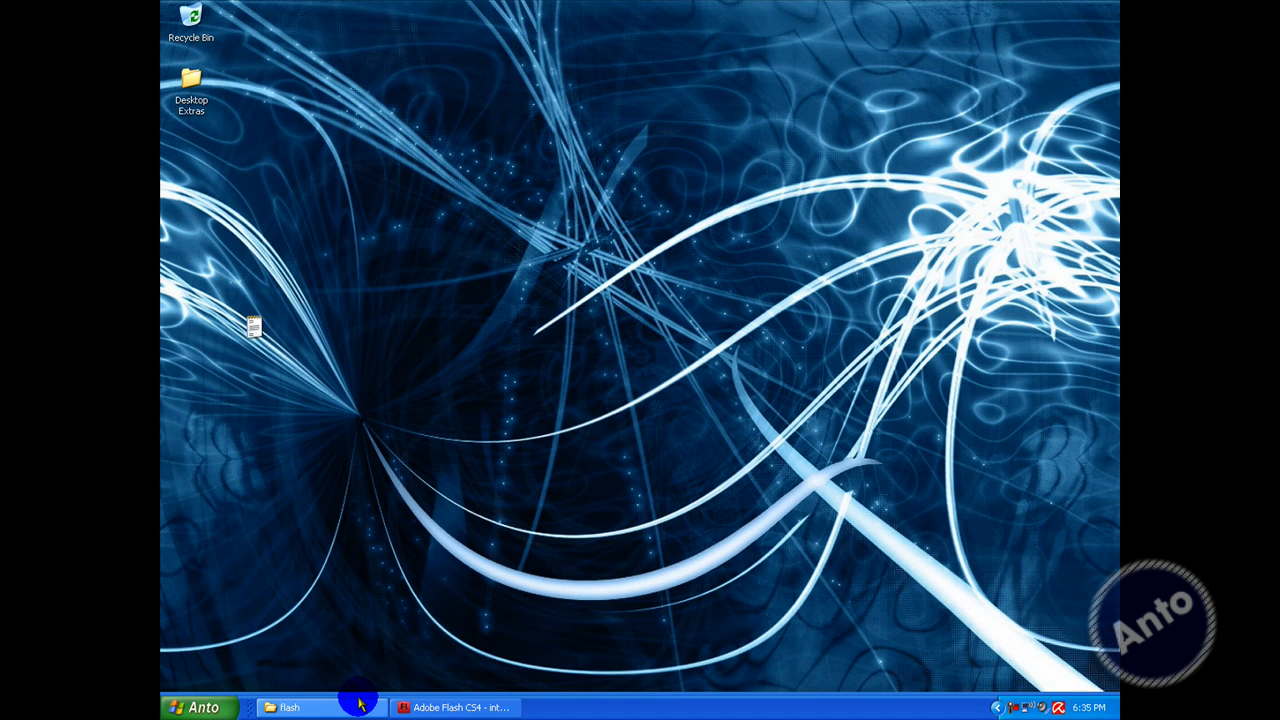 Recycle Bin
Desktop
Extras
Anto
Anto
flash
Adobe Flash CS4 - int...
6:35 PM